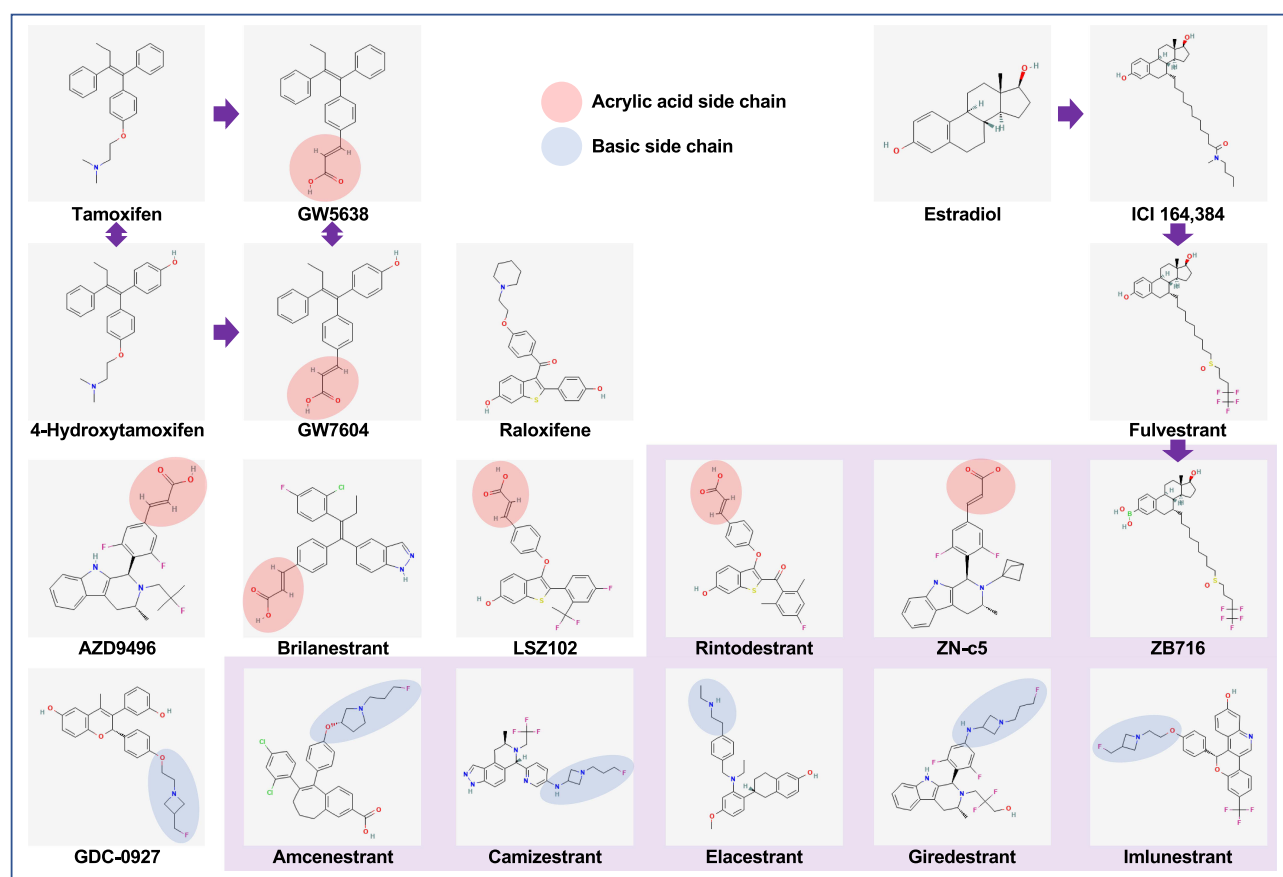 Acrylic acid side chain
Basic side chain
Tamoxifen
GW5638
Estradiol
ICI 164,384
4-Hydroxytamoxifen
GW7604
Raloxifene
Fulvestrant
AZD9496
Brilanestrant
LSZ102
Rintodestrant
ZN-c5
ZB716
GDC-0927
Amcenestrant
Camizestrant
Elacestrant
Giredestrant
Imlunestrant